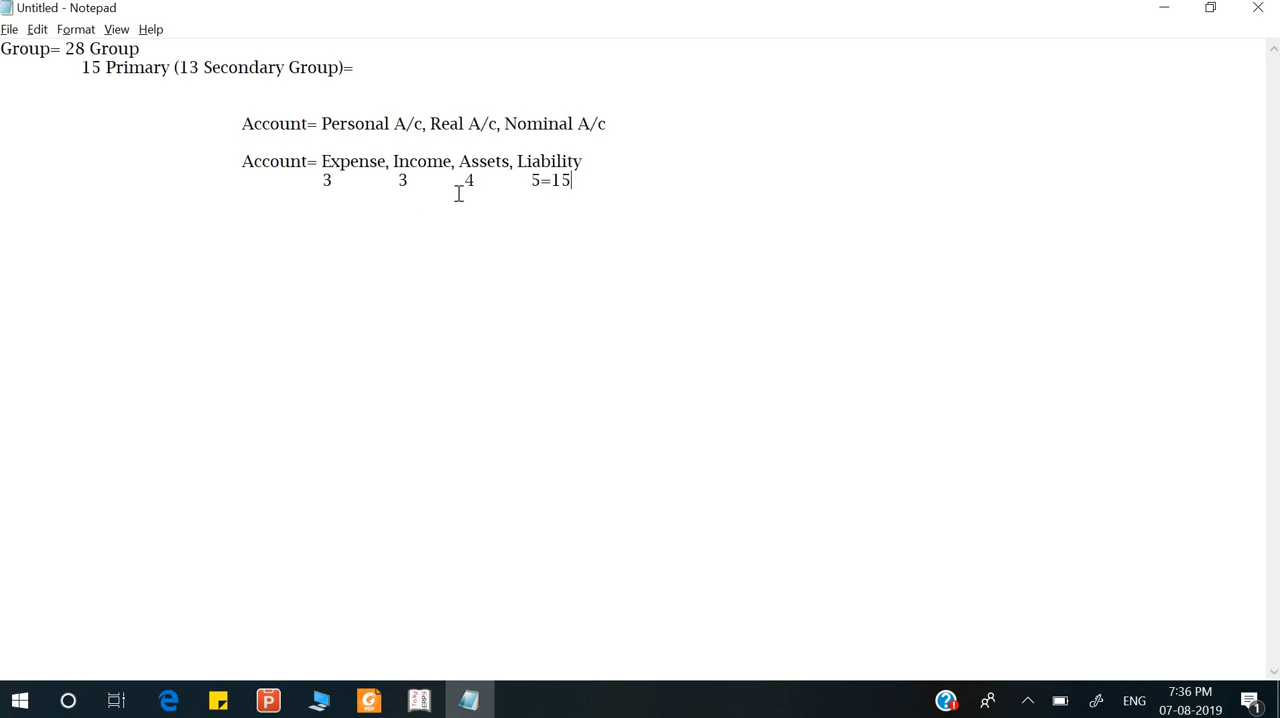 Untitled - Notepad
File Edit Format View Help
Group= 28 Group
15 Primary (13 Secondary Group)=
Account= Personal A/c, Real A/c, Nominal A/c
Account= Expense, Income, Assets, Liability
3 3 4 5=15
ENG 7:36 PM
07-08-2019